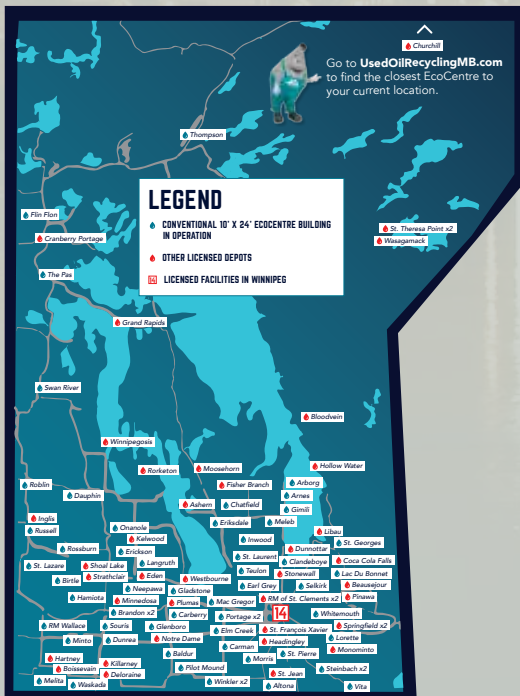 Churchill
Go to UsedOilRecyclingMB.com
to find the closest EcoCentre to
your current location.
Thompson
LEGEND
CONVENTIONAL 10' X 24' ECOCENTRE BUILDING
IN OPERATION
OTHER LICENSED DEPOTS
14 LICENSED FACILITIES IN WINNIPEG
Flin Flon
Cranberry Portage
St. Theresa Point x2
Wasagamack
The Pas
Grand Rapids
Swan River
Bloodvein
Winnipegosis
Rorketon
Moosehorn
Hollow Water
Roblin
Fisher Branch
Arborg
Dauphin
Arnes
Ashern
Chatfield
Gimli
Inglis
Eriksdale
Meleb
Russell
Onanole
Libau
Kelwood
Inwood
St. Georges
Rossburn
Erickson
Dunnottar
St. Laurent
Langruth
Clandeboye
Coca Cola Falls
St. Lazare
Shoal Lake
Taulon
Stonewall
Lac Du Bonnet
Birtle
Strathclair
Eden
Westbourne
Earl Grey
Selkirk
Beausejour
Neepawa
Gladstone
Hamiota
Minnedosa
Plumas
Mac Gregor
RM of St. Clements x2
Pinawa
Brandon x2
Carberry
Portage x2
14
Whitemouth
RM Wallace
Souris
Glenboro
Elm Creek
St. François Xavier
Springfield x2
Minto
Durrea
Notre Dame
Headingley
Lorette
Carman
Monominto
Hartney
Killarney
Baldur
Morris
St. Pierre
Boissevain
Deloraine
Pilot Mound
St. Jean
Steinbach x2
Melita
Waskada
Winkler x2
Altona
Vita